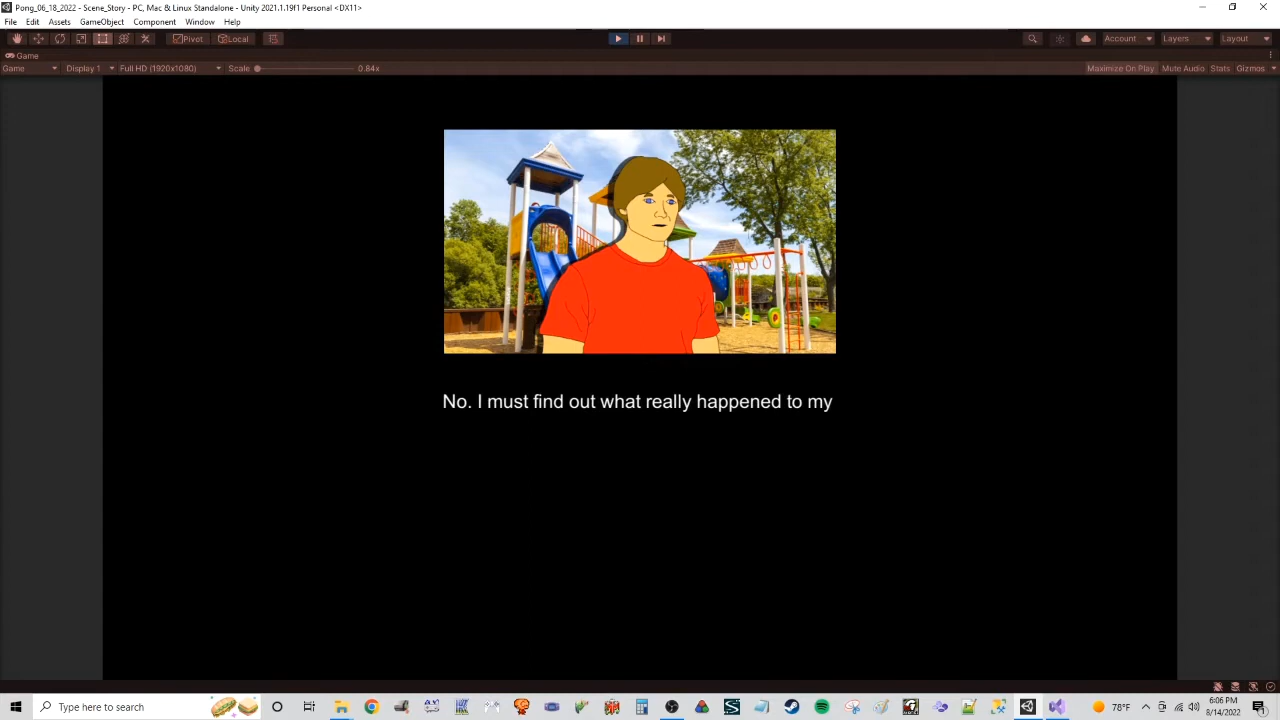 Pong_06_18_2022 - Scene_Story - PC, Mac & Linux Standalone - Unity 2021.1.19f1 Personal <DX11>
File Edit Assets GameObject Component Window Help
Pivot Local Account Layers Layout
Game
Game Display 1 Full HD (1920x1080) Scale 0.84x Maximize On Play Mute Audio Stats Gizmos
No. I must find out what really happened to my
Type here to search
78°F
6:06 PM
8/14/2022